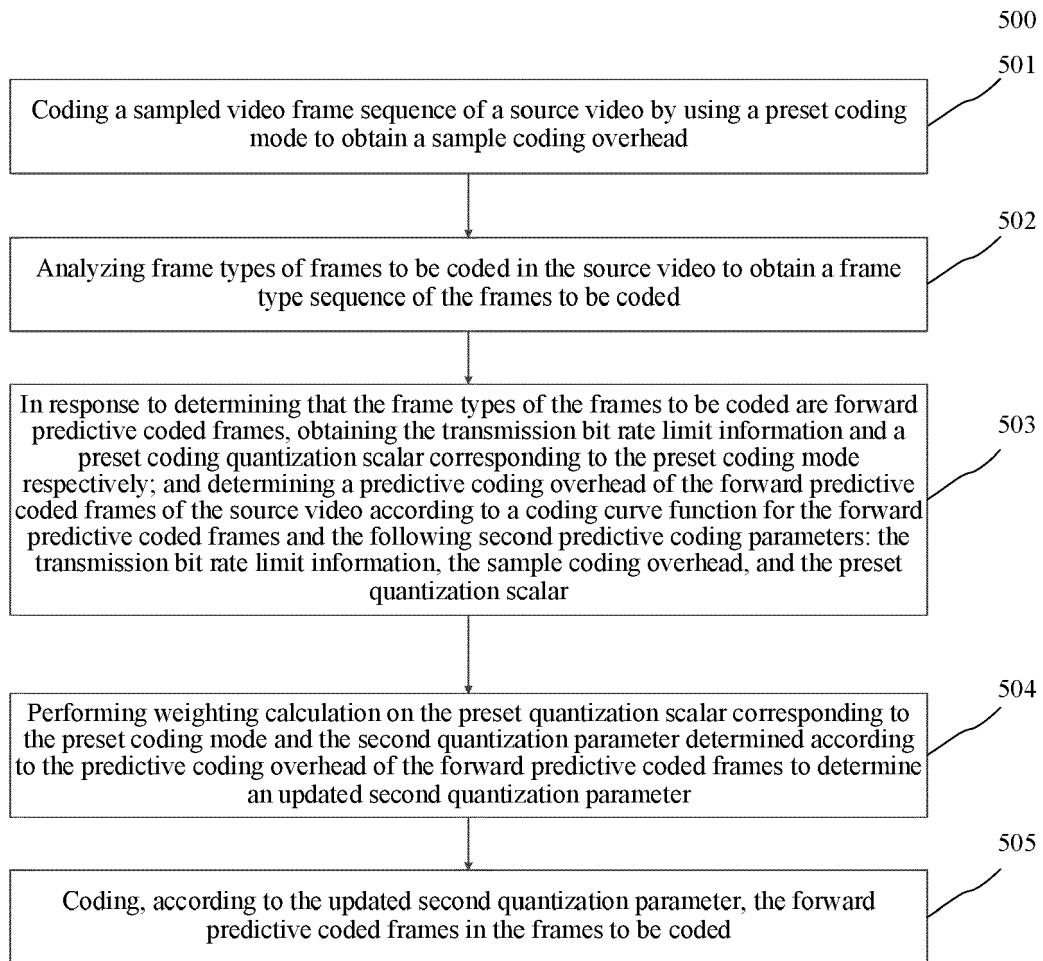 500
501
Coding a sampled video frame sequence of a source video by using a preset coding
mode to obtain a sample coding overhead
502
Analyzing frame types of frames to be coded in the source video to obtain a frame
type sequence of the frames to be coded
503
In response to determining that the frame types of the frames to be coded are forward
predictive coded frames, obtaining the transmission bit rate limit information and a
preset coding quantization scalar corresponding to the preset coding mode
respectively; and determining a predictive coding overhead of the forward predictive
coded frames of the source video according to a coding curve function for the forward
predictive coded frames and the following second predictive coding parameters: the
transmission bit rate limit information, the sample coding overhead, and the preset
quantization scalar
504
Performing weighting calculation on the preset quantization scalar corresponding to
the preset coding mode and the second quantization parameter determined according
to the predictive coding overhead of the forward predictive coded frames to determine
an updated second quantization parameter
505
Coding, according to the updated second quantization parameter, the forward
predictive coded frames in the frames to be coded